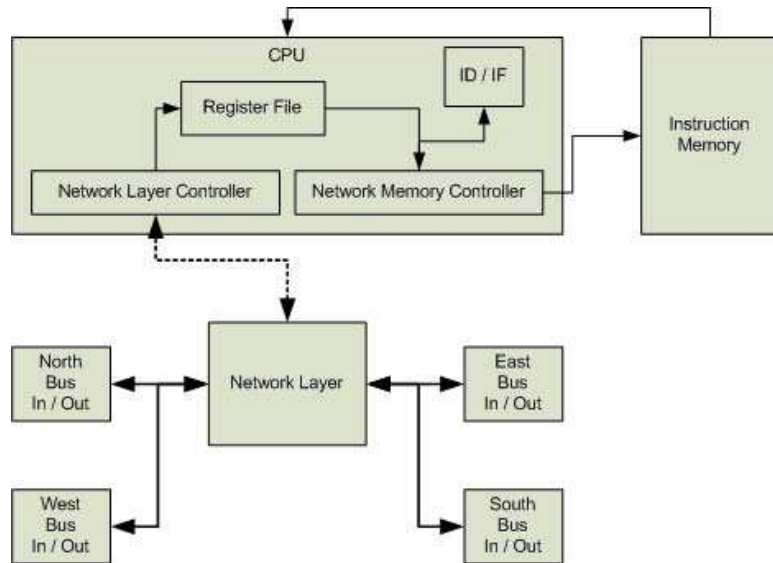 CPU
ID / IF
Register File
Instruction
Memory
Network Layer Controller
Network Memory Controller
North
Bus
In / Out
Network Layer
East
Bus
In / Out
West
Bus
In / Out
South
Bus
In / Out